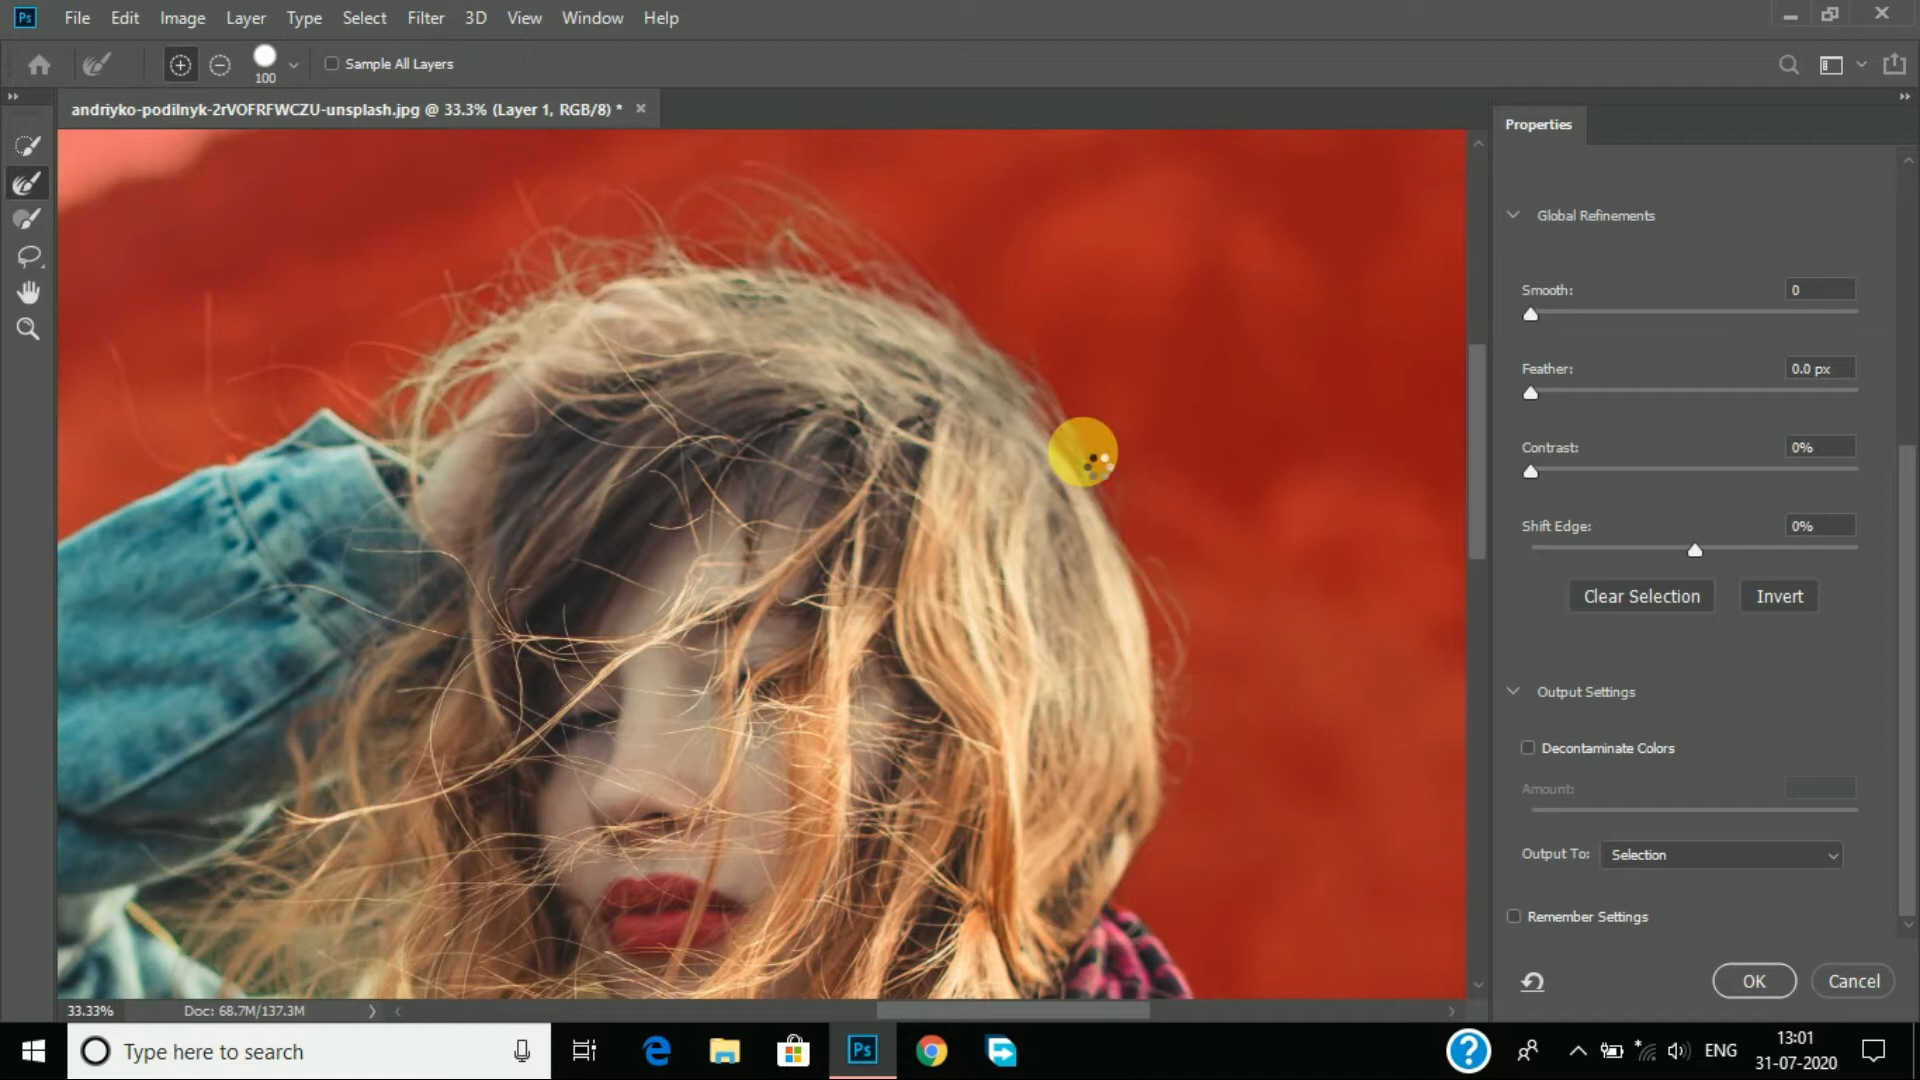 Ps File Edit Image Layer Type Select Filter 3D View Window Help
100 Sample All Layers
andriyko-podilnyk-2rVOFRFWCZU-unsplash.jpg @ 33.3% (Layer 1, RGB/8) *
Properties
Global Refinements
Smooth: 0
Feather: 0.0 px
Contrast: 0%
Shift Edge: 0%
Clear Selection Invert
Output Settings
Decontaminate Colors
Amount:
Output To: Selection
Remember Settings
OK Cancel
33.33% Doc: 68.7M/137.3M
Type here to search
Ps
ENG
13:01
31-07-2020